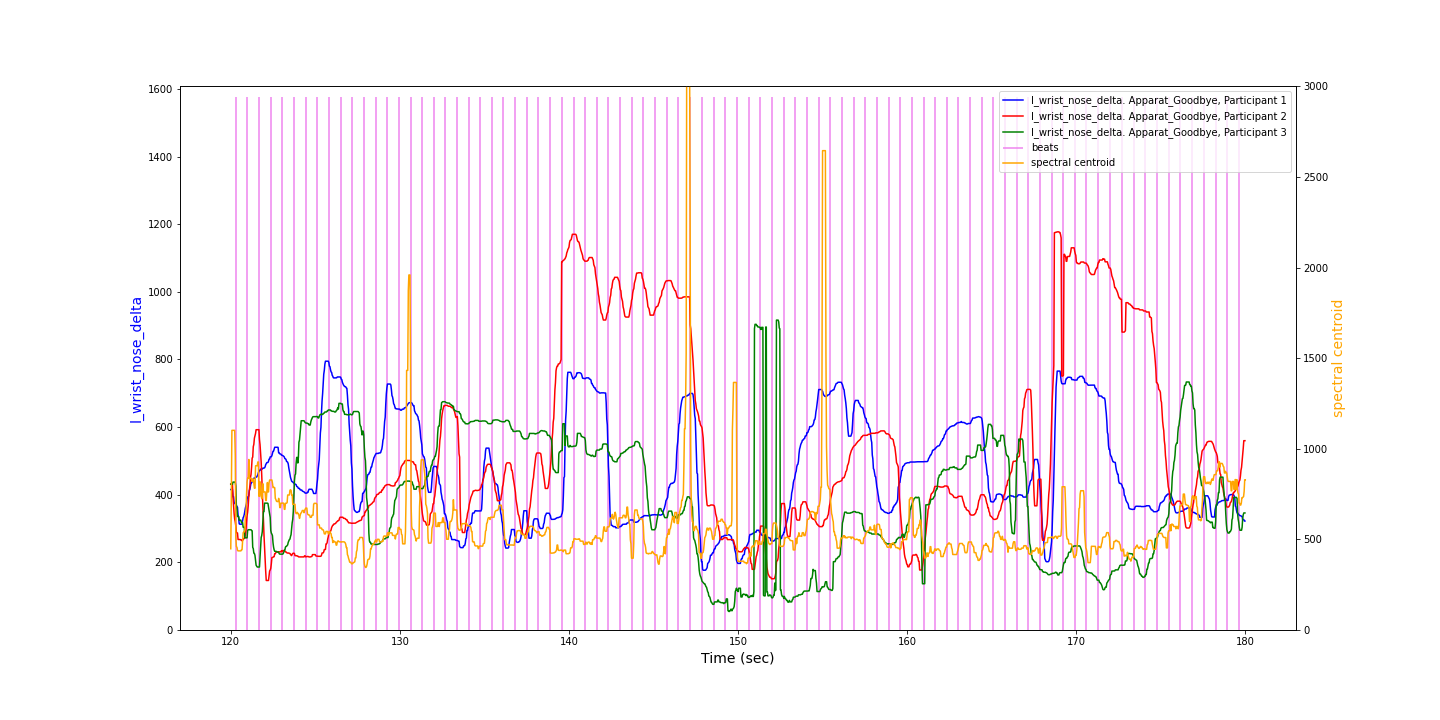 l_wrist_nose_delta. Apparat_Goodbye, Participant 1
l_wrist_nose_delta. Apparat_Goodbye, Participant 2
l_wrist_nose_delta. Apparat_Goodbye, Participant 3
beats
spectral centroid
l_wrist_nose_delta
1600
1400
1200
1000
800
600
400
200
0
3000
2500
2000
1500
1000
500
0
spectral centroid
120
130
140
150
160
170
180
Time (sec)